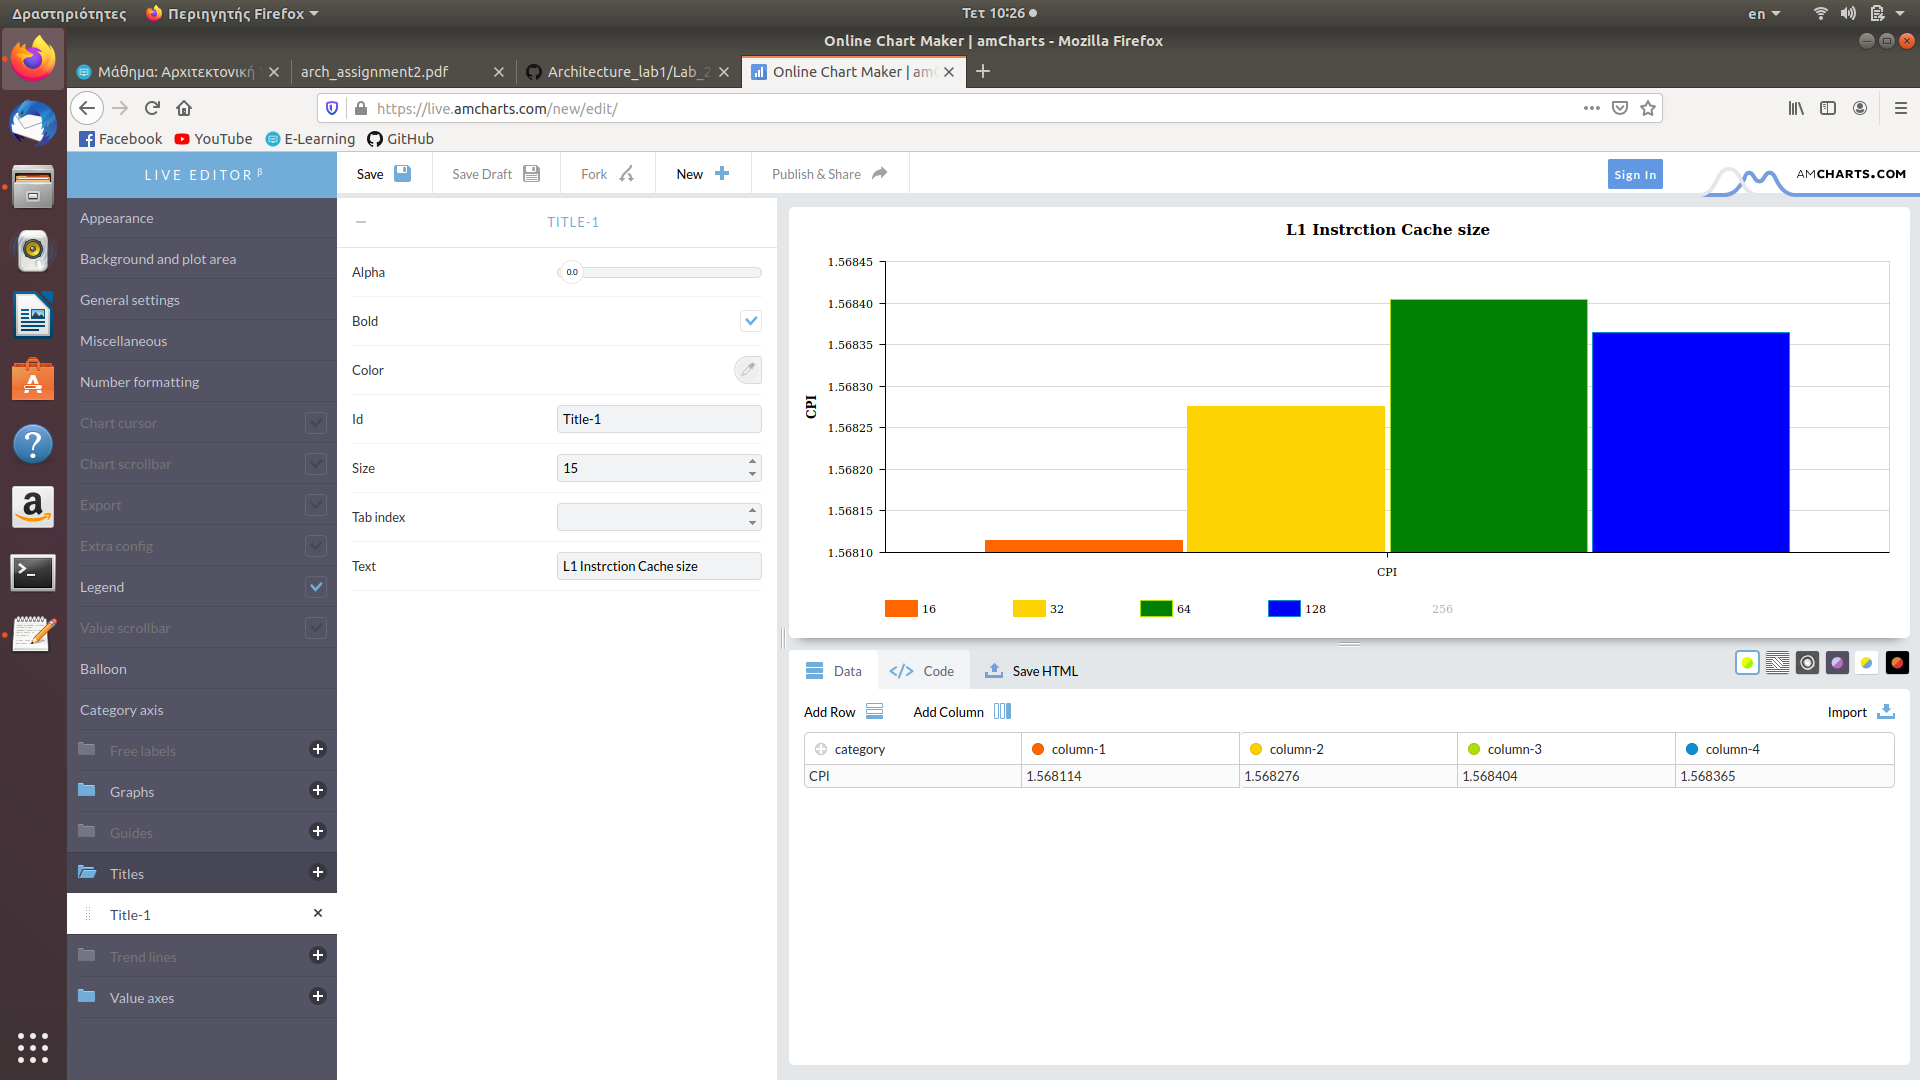 Δραστηριότητες Περιηγητής Firefox Τετ 10:26 en
Online Chart Maker | amCharts - Mozilla Firefox
Μάθημα: Αρχιτεκτονική arch_assignment2.pdf Architecture_lab1/Lab_2 Online Chart Maker | amC
https://live.amcharts.com/new/edit/
Facebook YouTube E-Learning GitHub
LIVE EDITOR β
Save Save Draft Fork New Publish & Share Sign In AMCHARTS.COM
Appearance
Background and plot area
General settings
Miscellaneous
Number formatting
Chart cursor
Chart scrollbar
Export
Extra config
Legend
Value scrollbar
Balloon
Category axis
Free labels
Graphs
Guides
Titles
Title-1
Trend lines
Value axes
TITLE-1
Alpha 0.0
Bold
Color
Id Title-1
Size 15
Tab index
Text L1 Instrction Cache size
L1 Instrction Cache size
1.56845
1.56840
1.56835
1.56830
1.56825
1.56820
1.56815
1.56810
CPI
CPI
16 32 64 128 256
Data Code Save HTML
Add Row Add Column Import
category column-1 column-2 column-3 column-4
CPI 1.568114 1.568276 1.568404 1.568365